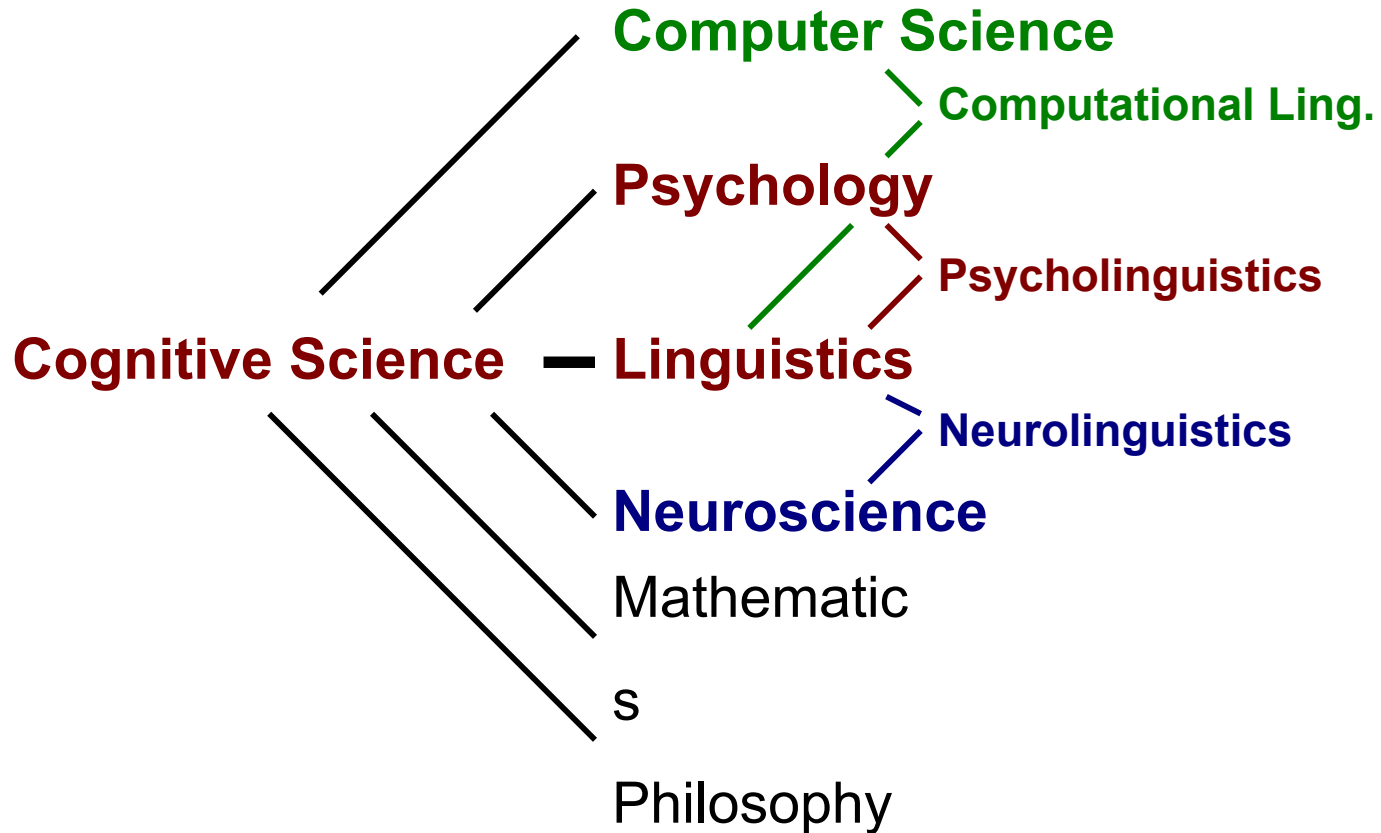 Computer Science
Computational Ling.
Psychology
Psycholinguistics
Cognitive Science
Linguistics
Neurolinguistics
Neuroscience
Mathematic
s
Philosophy